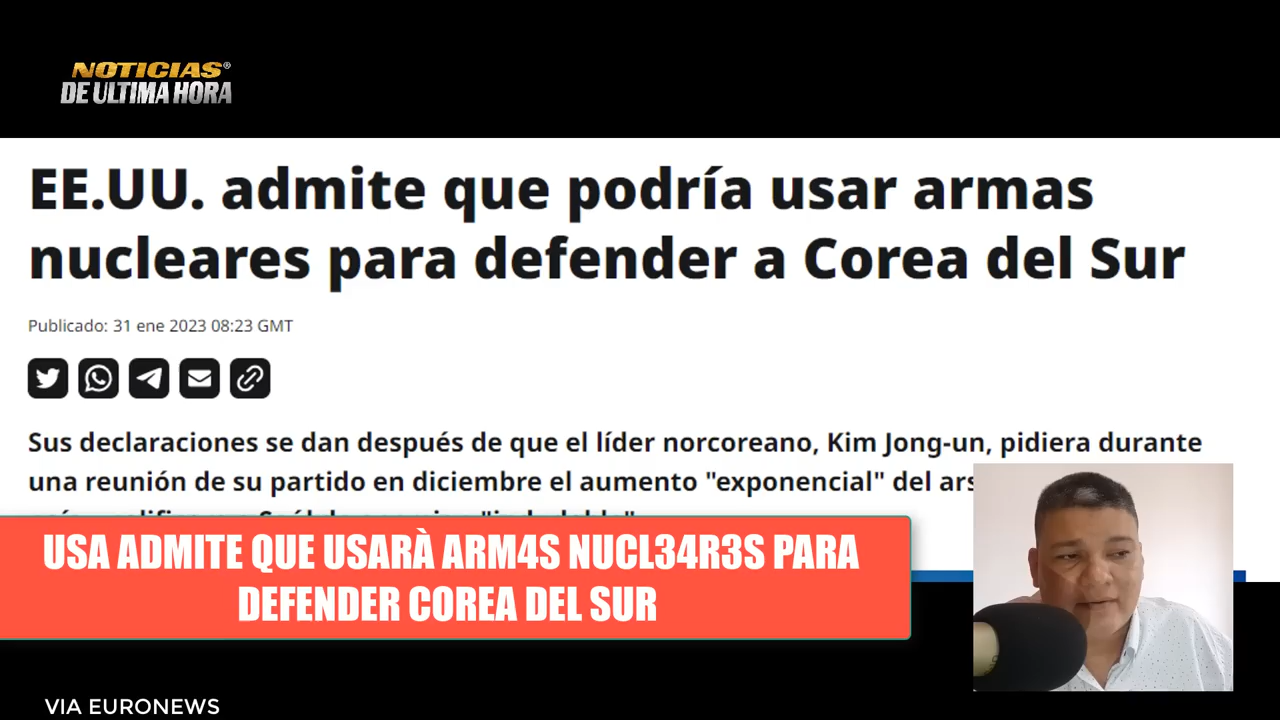 NOTICIAS®
DE ULTIMA HORA
EE.UU. admite que podría usar armas
nucleares para defender a Corea del Sur
Publicado: 31 ene 2023 08:23 GMT
Sus declaraciones se dan después de que el líder norcoreano, Kim Jong-un, pidiera durante
una reunión de su partido en diciembre el aumento "exponencial" del
USA ADMITE QUE USARÀ ARM4S NUCL34R3S PARA
DEFENDER COREA DEL SUR
VIA EURONEWS